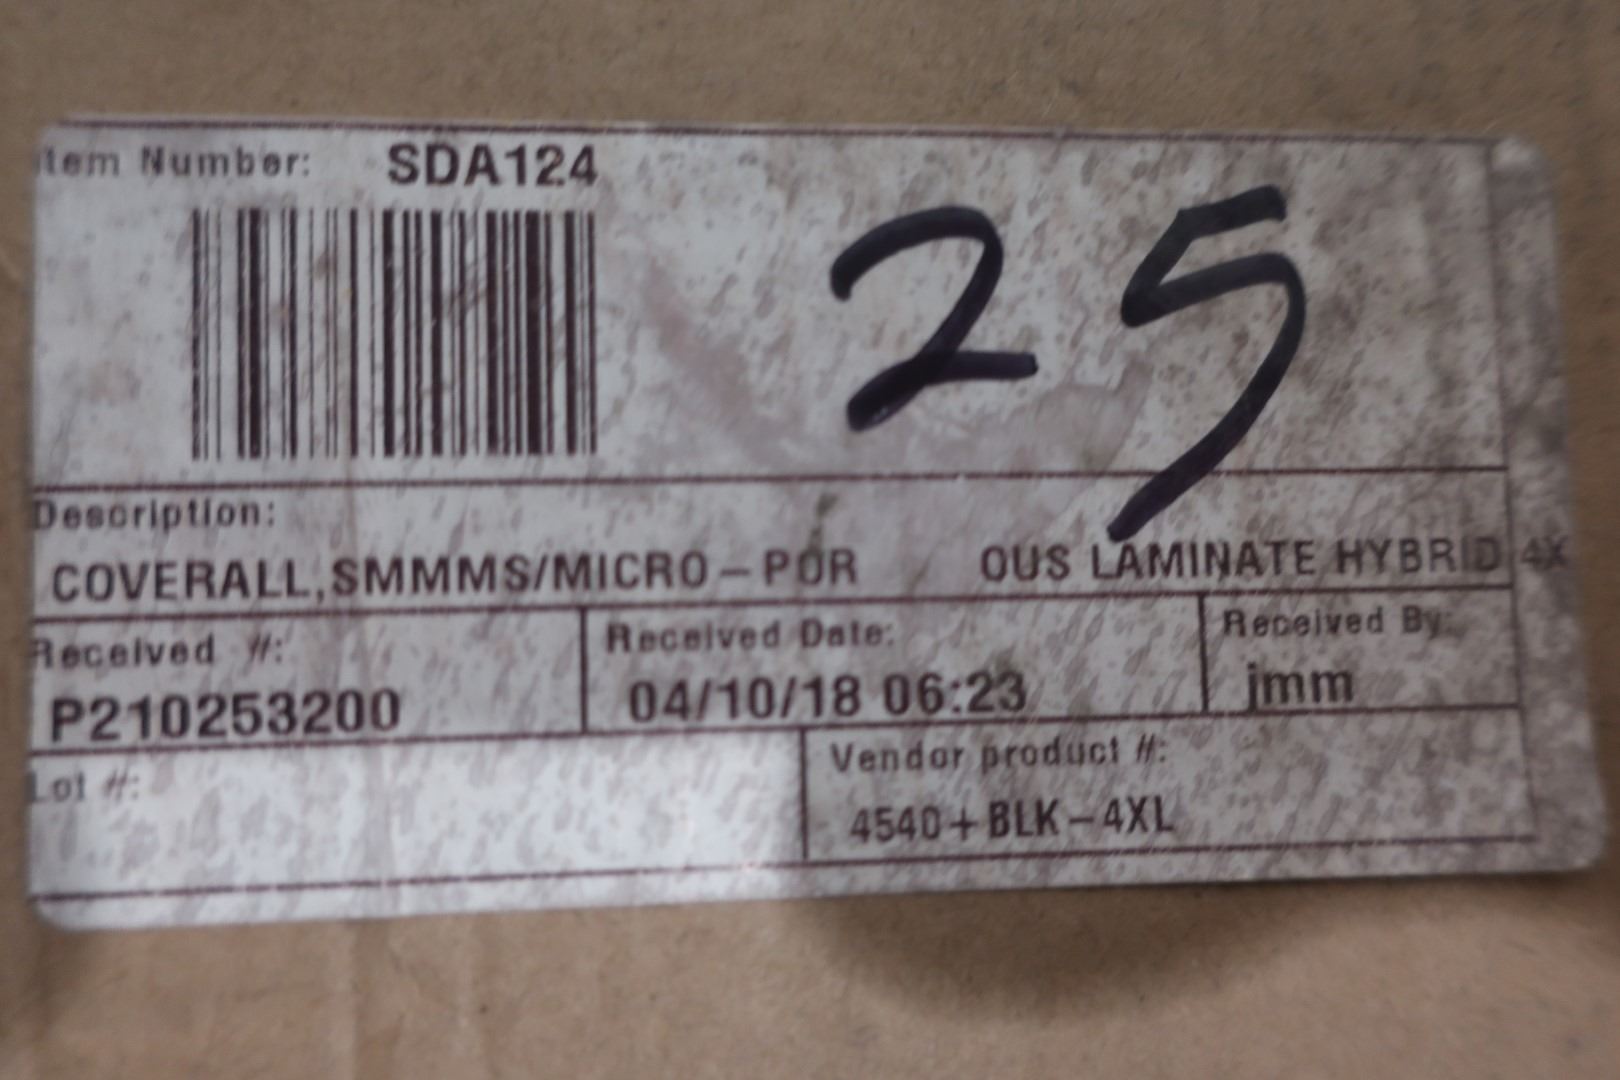 Item Number: SDA124
25
Description:
COVERALL,SMMMS/MICRO-POR OUS LAMINATE HYBRID 4X
Received #: Received Date: Received By:
P210253200 04/10/18 06:23 jmm
Lot #: Vendor product #:
4540+BLK-4XL